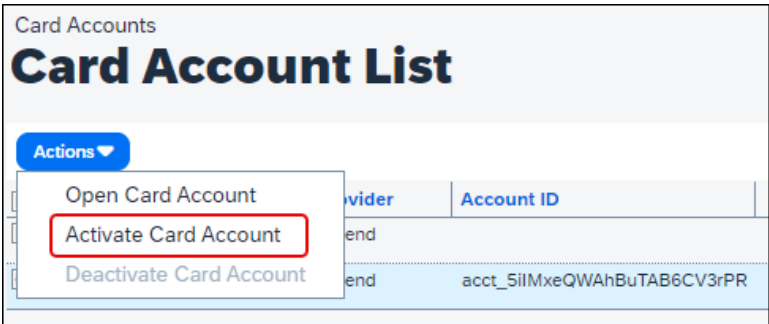 Card Accounts
Card Account List
Actions
Open Card Account
Activate Card Account
Deactivate Card Account
vider Account ID
end
end acct_5iIMxeQWAhBuTAB6CV3rPR